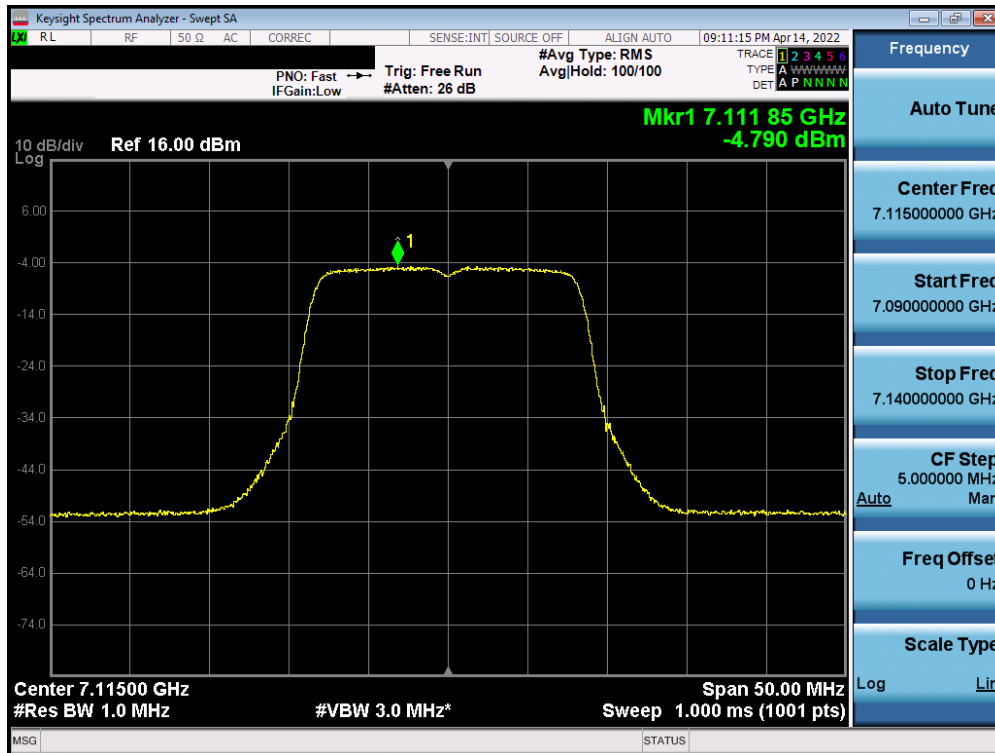 Keysight Spectrum Analyzer - Swept SA
LXI RL RF 50 Ω AC CORREC SENSE:INT SOURCE OFF ALIGN AUTO 09:11:15 PM Apr 14, 2022
#Avg Type: RMS TRACE 1 2 3 4 5 6
PNO: Fast Trig: Free Run Avg|Hold: 100/100 TYPE A WWWWW
IFGain:Low #Atten: 26 dB DET A P N N N N
Mkr1 7.111 85 GHz
-4.790 dBm
10 dB/div Ref 16.00 dBm
Log
1
6.00
-4.00
-14.0
-24.0
-34.0
-44.0
-54.0
-64.0
-74.0
Center 7.11500 GHz Span 50.00 MHz
#Res BW 1.0 MHz #VBW 3.0 MHz* Sweep 1.000 ms (1001 pts)
MSG STATUS
Frequency
Auto Tune
Center Freq
7.115000000 GHz
Start Freq
7.090000000 GHz
Stop Freq
7.140000000 GHz
CF Step
5.000000 MHz
Auto Man
Freq Offset
0 Hz
Scale Type
Log Lin